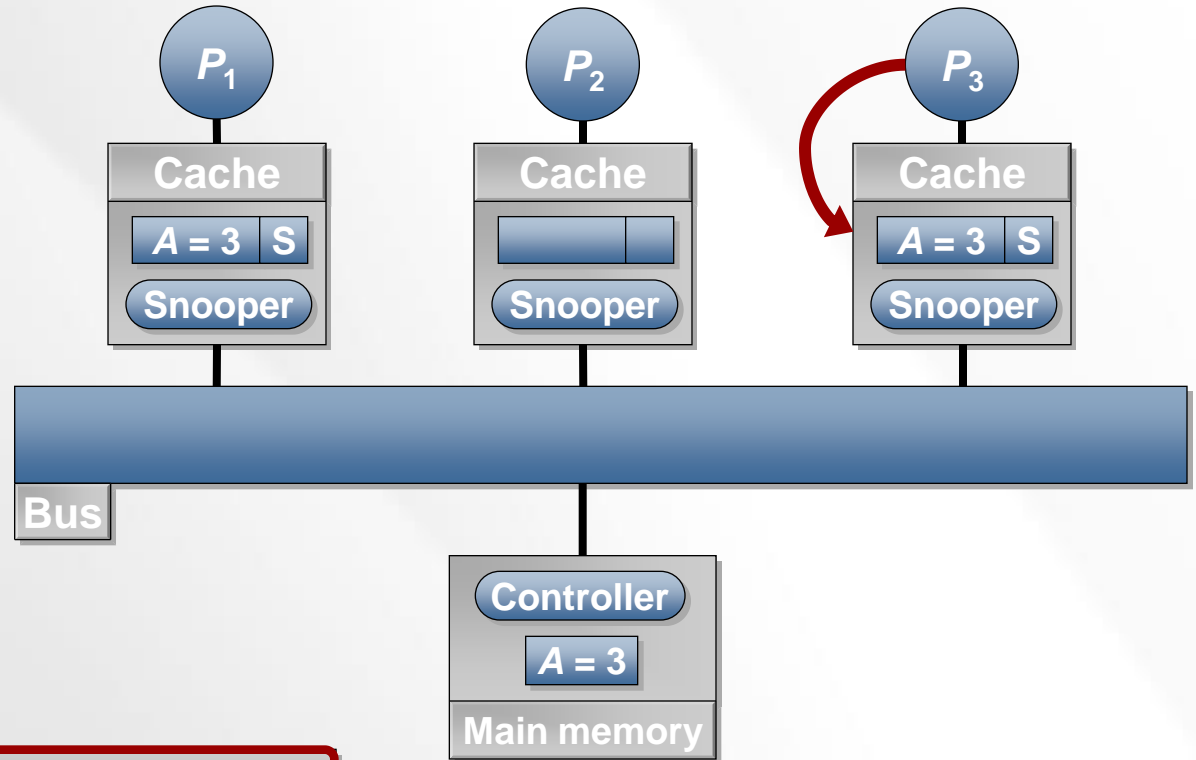 P1 P2 P3
Cache Cache Cache
A = 3 S A = 3 S
Snooper Snooper Snooper
Bus
Controller
A = 3
Main memory